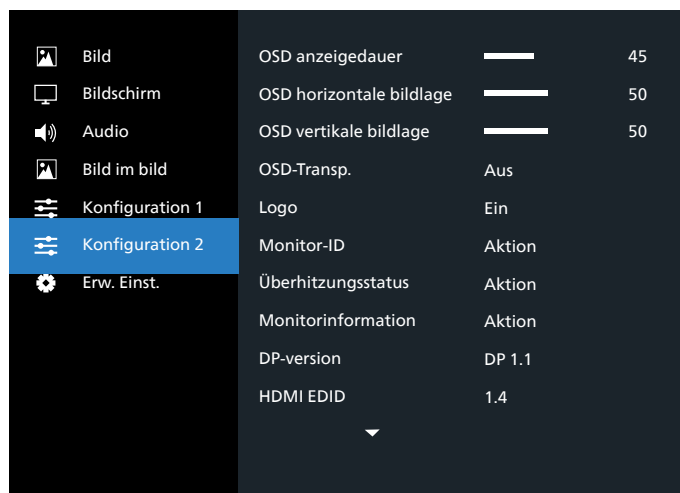 Bild
Bildschirm
Audio
Bild im bild
Konfiguration 1
Konfiguration 2
Erw. Einst.
OSD anzeigedauer 45
OSD horizontale bildlage 50
OSD vertikale bildlage 50
OSD-Transp. Aus
Logo Ein
Monitor-ID Aktion
Überhitzungsstatus Aktion
Monitorinformation Aktion
DP-version DP 1.1
HDMI EDID 1.4